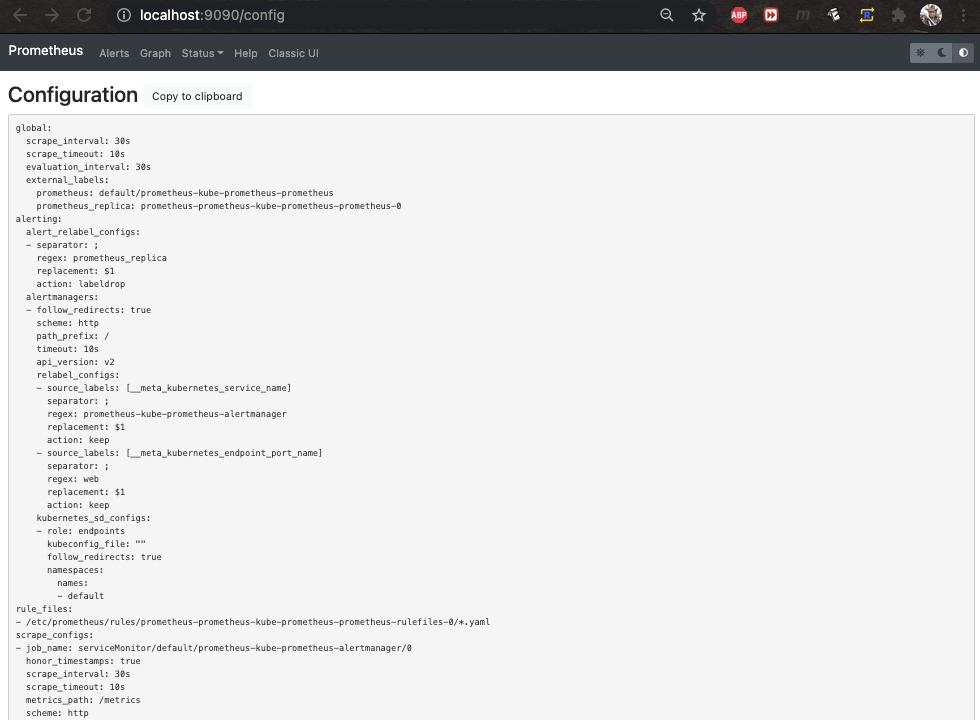 localhost:9090/config
ABP
m
Prometheus Alerts Graph Status Help Classic UI
Configuration Copy to clipboard
global:
  scrape_interval: 30s
  scrape_timeout: 10s
  evaluation_interval: 30s
  external_labels:
    prometheus: default/prometheus-kube-prometheus-prometheus
    prometheus_replica: prometheus-prometheus-kube-prometheus-prometheus-0
alerting:
  alert_relabel_configs:
  - separator: ;
    regex: prometheus_replica
    replacement: $1
    action: labeldrop
  alertmanagers:
  - follow_redirects: true
    scheme: http
    path_prefix: /
    timeout: 10s
    api_version: v2
    relabel_configs:
    - source_labels: [__meta_kubernetes_service_name]
      separator: ;
      regex: prometheus-kube-prometheus-alertmanager
      replacement: $1
      action: keep
    - source_labels: [__meta_kubernetes_endpoint_port_name]
      separator: ;
      regex: web
      replacement: $1
      action: keep
    kubernetes_sd_configs:
    - role: endpoints
      kubeconfig_file: ""
      follow_redirects: true
      namespaces:
        names:
        - default
rule_files:
- /etc/prometheus/rules/prometheus-prometheus-kube-prometheus-prometheus-rulefiles-0/*.yaml
scrape_configs:
- job_name: serviceMonitor/default/prometheus-kube-prometheus-alertmanager/0
  honor_timestamps: true
  scrape_interval: 30s
  scrape_timeout: 10s
  metrics_path: /metrics
  scheme: http